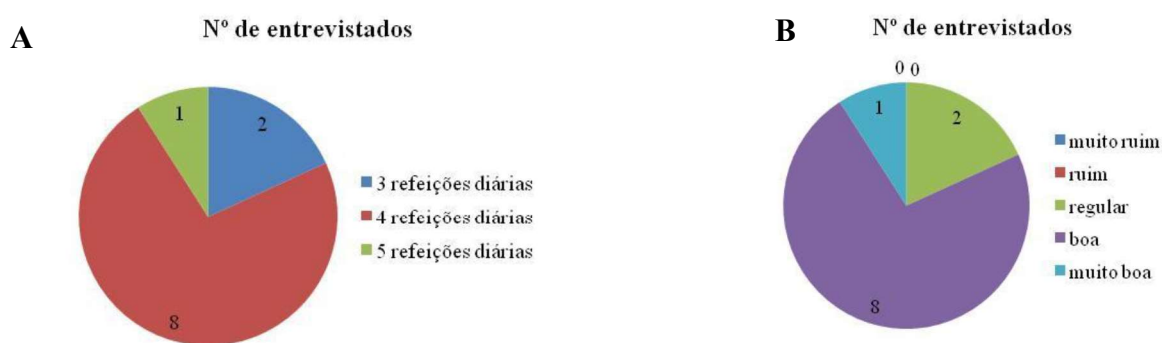 A
Nº de entrevistados
1
2
8
3 refeições diárias
4 refeições diárias
5 refeições diárias
B
Nº de entrevistados
0 0
1
2
8
muito ruim
ruim
regular
boa
muito boa